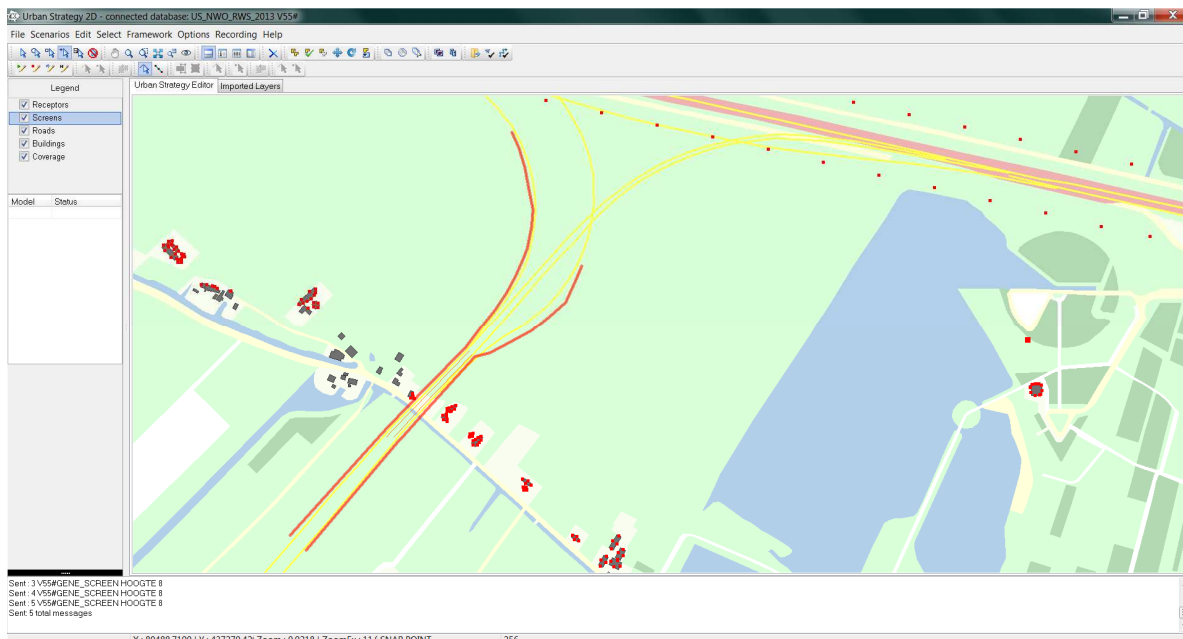 Urban Strategy 2D - connected database: US_NWO_RWS_2013 V55#
File Scenarios Edit Select Framework Options Recording Help
Legend
Urban Strategy Editor Imported Layers
Receptors
Screens
Roads
Buildings
Coverage
Model Status
Sent : 3 V55#GENE_SCREEN HOOGTE 8
Sent : 4 V55#GENE_SCREEN HOOGTE 8
Sent : 5 V55#GENE_SCREEN HOOGTE 8
Sent: 5 total messages